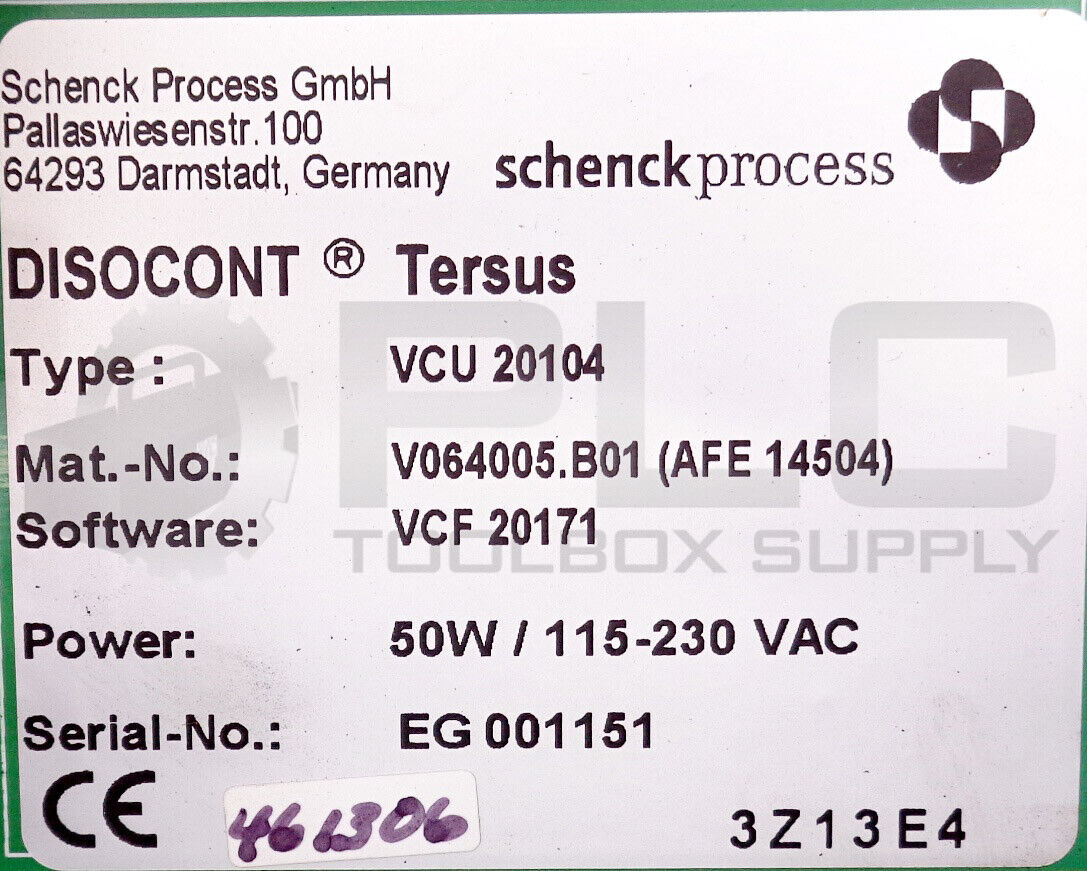 Schenck Process GmbH
Pallaswiesenstr.100
64293 Darmstadt, Germany
schenckprocess
DISOCONT ® Tersus
Type : VCU 20104
Mat.-No.: V064005.B01 (AFE 14504)
Software: VCF 20171
PLC
TOOLBOX SUPPLY
Power: 50W / 115-230 VAC
Serial-No.: EG 001151
CE
461306
3Z13E4